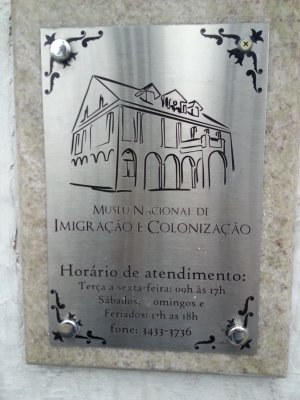 Museu Nacional de
Imigração e Colonização
Horário de atendimento:
Terça a sexta-feira: 09h às 17h
Sábados, omingos e
Feriados: 17h as 18h
fone: 3433-3736